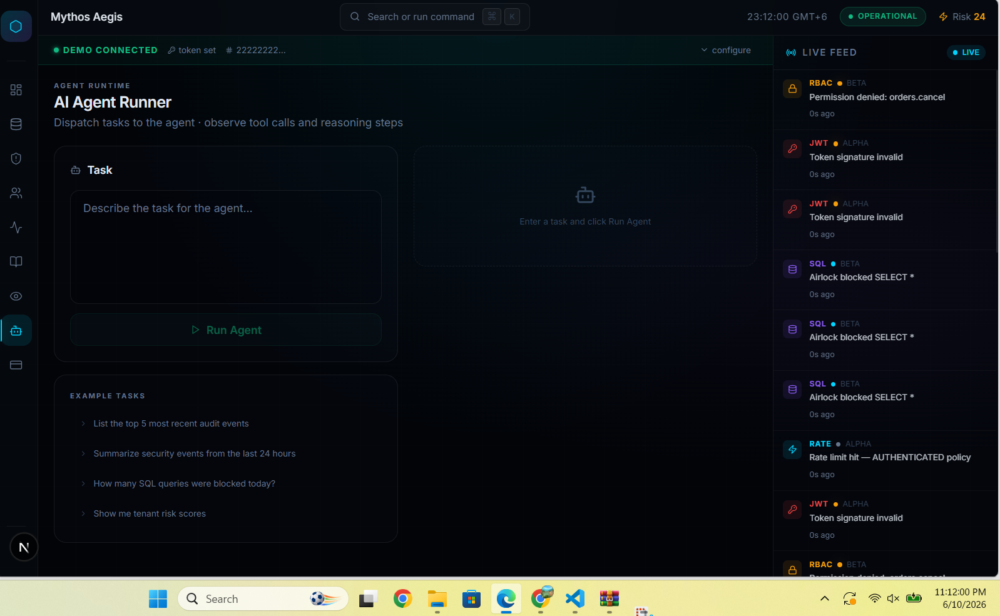 Mythos Aegis
Search or run command ⌘ K
23:12:00 GMT+6
OPERATIONAL
Risk 24
DEMO CONNECTED
token set
# 22222222...
configure
AGENT RUNTIME
AI Agent Runner
Dispatch tasks to the agent · observe tool calls and reasoning steps
Task
Describe the task for the agent...
Run Agent
Enter a task and click Run Agent
EXAMPLE TASKS
List the top 5 most recent audit events
Summarize security events from the last 24 hours
How many SQL queries were blocked today?
Show me tenant risk scores
N
LIVE FEED
LIVE
RBAC BETA
Permission denied: orders.cancel
0s ago
JWT ALPHA
Token signature invalid
0s ago
JWT ALPHA
Token signature invalid
0s ago
SQL BETA
Airlock blocked SELECT *
0s ago
SQL BETA
Airlock blocked SELECT *
0s ago
SQL BETA
Airlock blocked SELECT *
0s ago
RATE ALPHA
Rate limit hit — AUTHENTICATED policy
0s ago
JWT ALPHA
Token signature invalid
0s ago
RBAC BETA
Permission denied: orders.cancel
Search
11:12:00 PM
6/10/2026